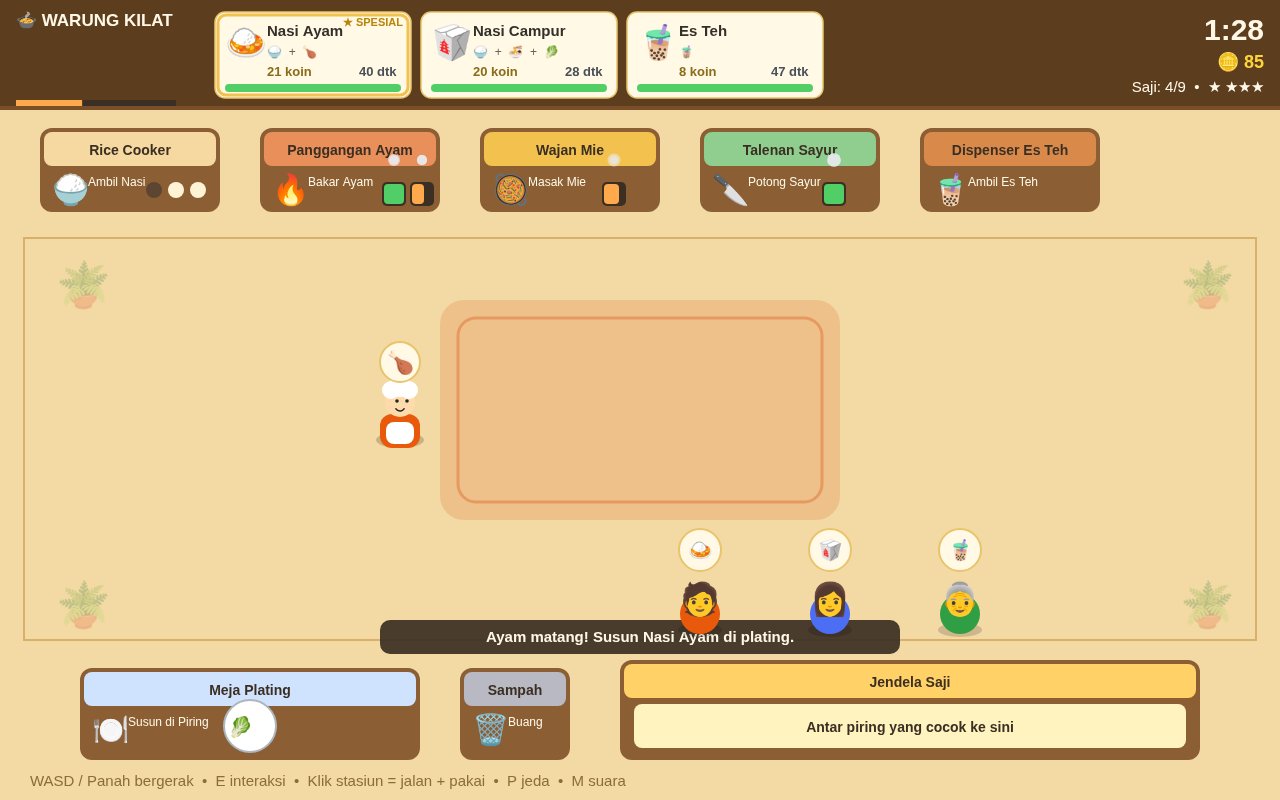 WARUNG KILAT
★ SPESIAL
Nasi Ayam
+
21 koin 40 dtk
Nasi Campur
+ +
20 koin 28 dtk
Es Teh
8 koin 47 dtk
1:28
85
Saji: 4/9 • ★ ★★★
Rice Cooker
Ambil Nasi
Panggangan Ayam
Bakar Ayam
Wajan Mie
Masak Mie
Talenan Sayur
Potong Sayur
Dispenser Es Teh
Ambil Es Teh
Ayam matang! Susun Nasi Ayam di plating.
Meja Plating
Susun di Piring
Sampah
Buang
Jendela Saji
Antar piring yang cocok ke sini
WASD / Panah bergerak • E interaksi • Klik stasiun = jalan + pakai • P jeda • M suara